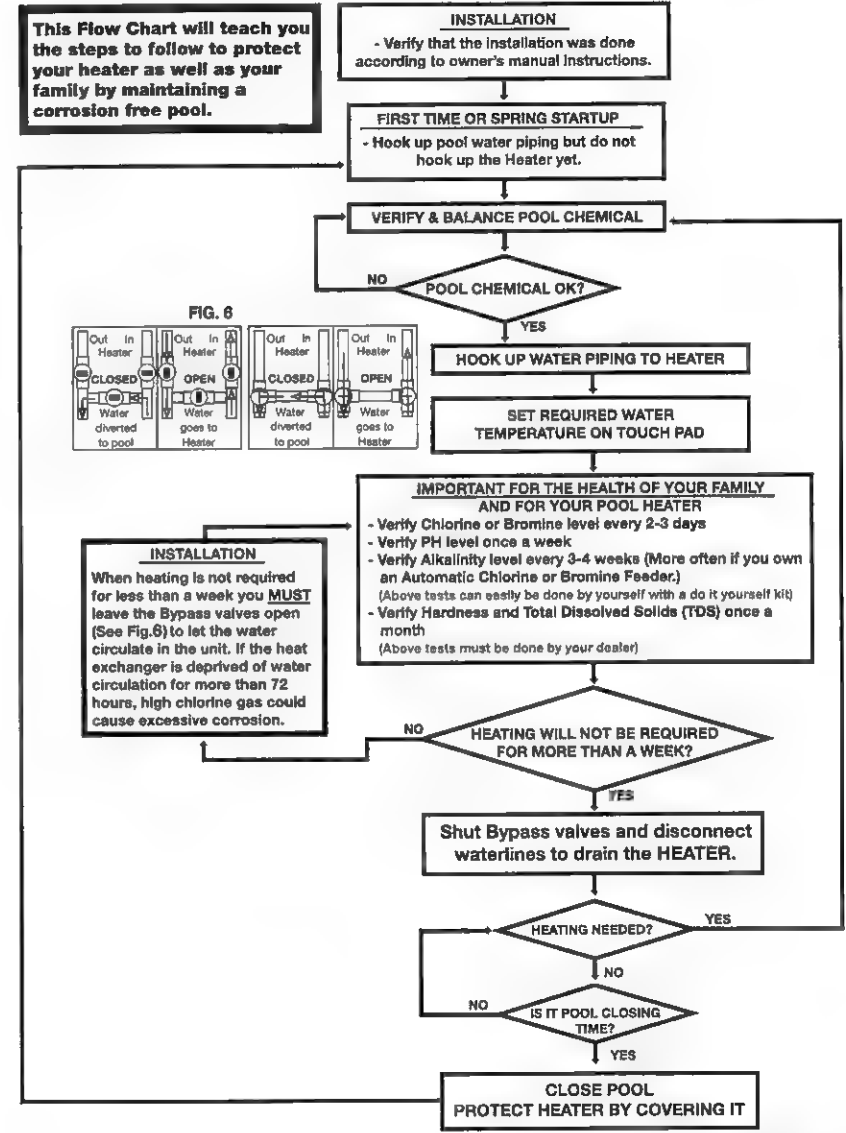 This Flow Chart will teach you
the steps to follow to protect
your heater as well as your
family by maintaining a
corrosion free pool.
INSTALLATION
- Verify that the installation was done
according to owner's manual Instructions.
FIRST TIME OR SPRING STARTUP
- Hook up pool water piping but do not
hook up the Heater yet.
VERIFY & BALANCE POOL CHEMICAL
NO
POOL CHEMICAL OK?
YES
FIG. 6
Out In
Heater
CLOSED
Water
diverted
to pool
Out In
Heater
OPEN
Water
goes to
Heater
Out In
Heater
CLOSED
Water
diverted
to pool
Out In
Heater
OPEN
Water
goes to
Heater
HOOK UP WATER PIPING TO HEATER
SET REQUIRED WATER
TEMPERATURE ON TOUCH PAD
IMPORTANT FOR THE HEALTH OF YOUR FAMILY
AND FOR YOUR POOL HEATER
- Verify Chlorine or Bromine level every 2-3 days
- Verify PH level once a week
- Verify Alkalinity level every 3-4 weeks (More often if you own
an Automatic Chlorine or Bromine Feeder.)
(Above tests can easily be done by yourself with a do it yourself kit)
- Verify Hardness and Total Dissolved Solids (TDS) once a
month
(Above tests must be done by your dealer)
INSTALLATION
When heating is not required
for less than a week you MUST
leave the Bypass valves open
(See Fig.6) to let the water
circulate in the unit. If the heat
exchanger is deprived of water
circulation for more than 72
hours, high chlorine gas could
cause excessive corrosion.
NO
HEATING WILL NOT BE REQUIRED
FOR MORE THAN A WEEK?
YES
Shut Bypass valves and disconnect
waterlines to drain the HEATER.
HEATING NEEDED?
YES
NO
NO
IS IT POOL CLOSING
TIME?
YES
CLOSE POOL
PROTECT HEATER BY COVERING IT